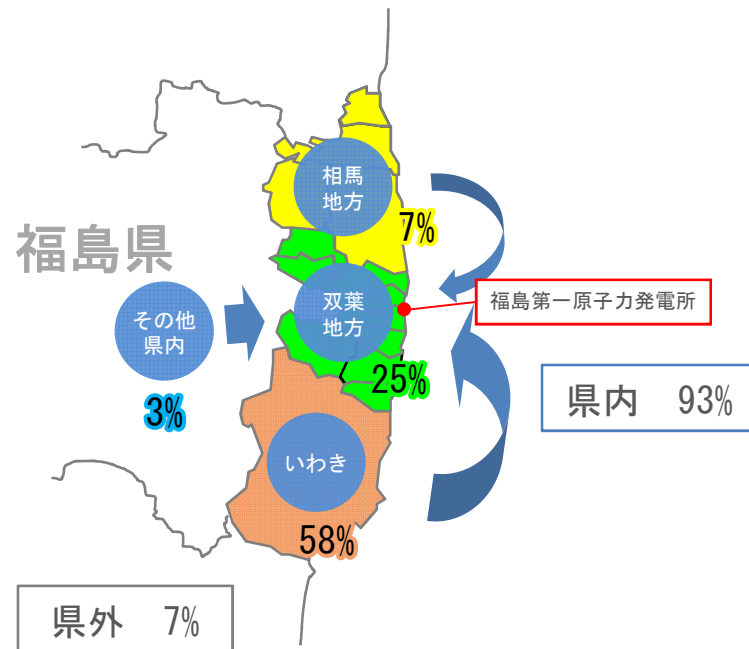 相馬
地方
7%
福島県
その他
県内
3%
双葉
地方
25%
福島第一原子力発電所
県内 93%
いわき
58%
県外 7%